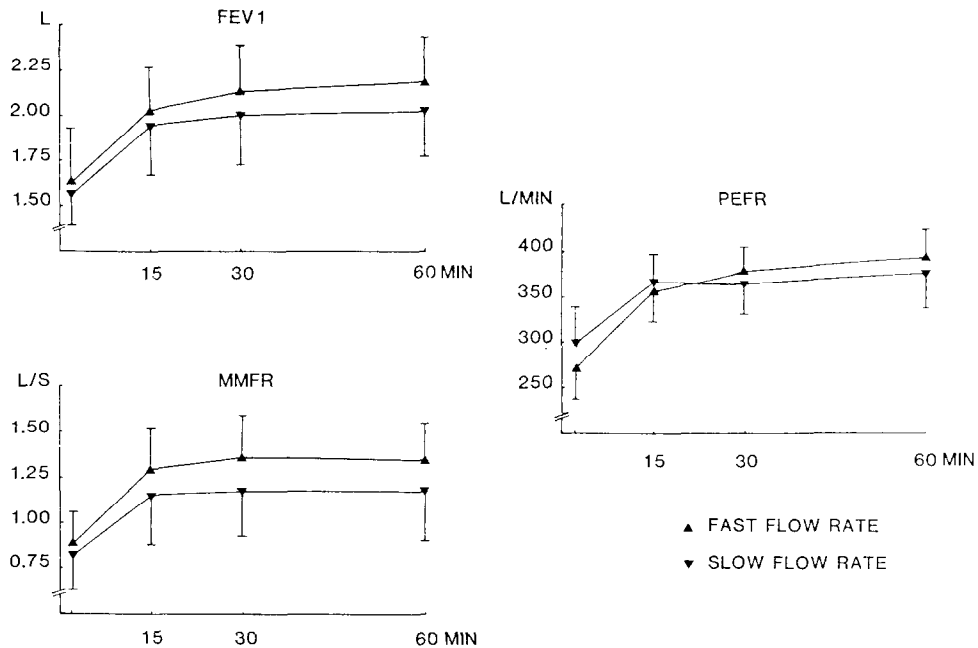 FEV1
L
2.25
2.00
1.75
1.50
15 30 60 MIN
MMFR
L/S
1.50
1.25
1.00
0.75
15 30 60 MIN
PEFR
L/MIN
400
350
300
250
15 30 60 MIN
▲ FAST FLOW RATE
▼ SLOW FLOW RATE